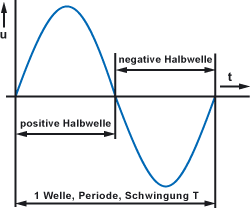 u
negative Halbwelle
t
positive Halbwelle
1 Welle, Periode, Schwingung T